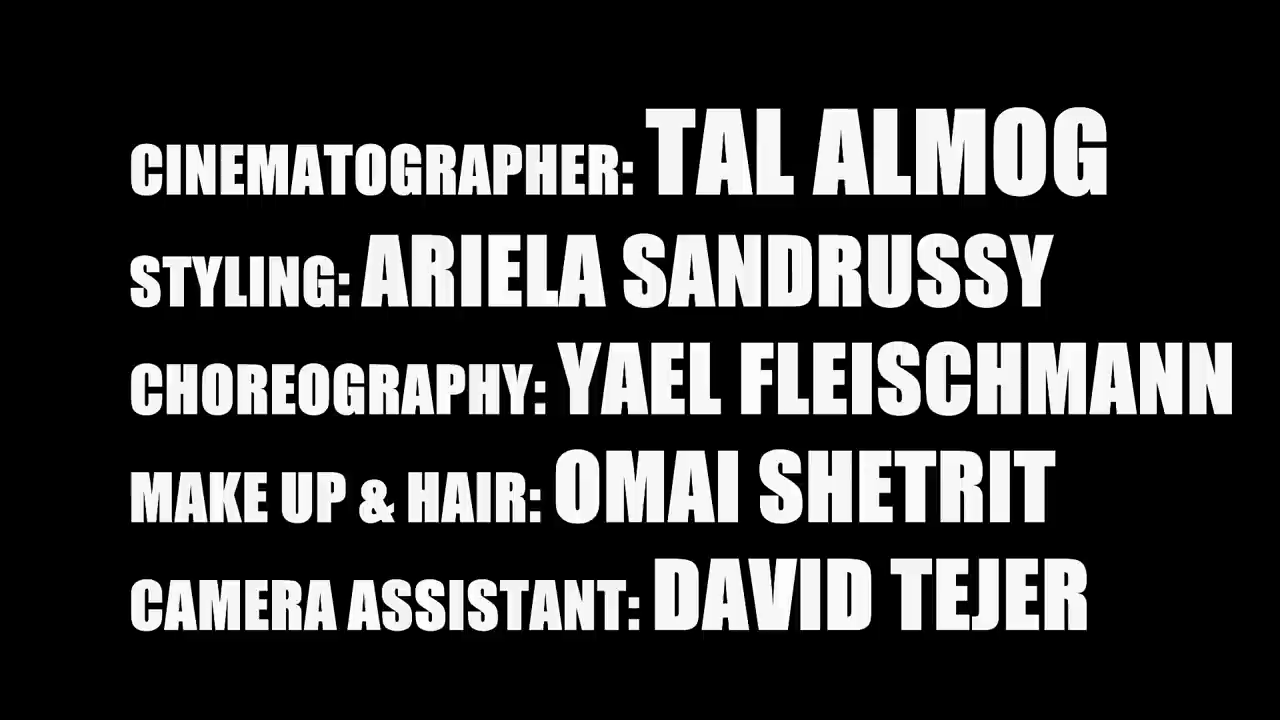 CINEMATOGRAPHER: TAL ALMOG
STYLING: ARIELA SANDRUSSY
CHOREOGRAPHY: YAEL FLEISCHMANN
MAKE UP & HAIR: OMAI SHETRIT
CAMERA ASSISTANT: DAVID TEJER